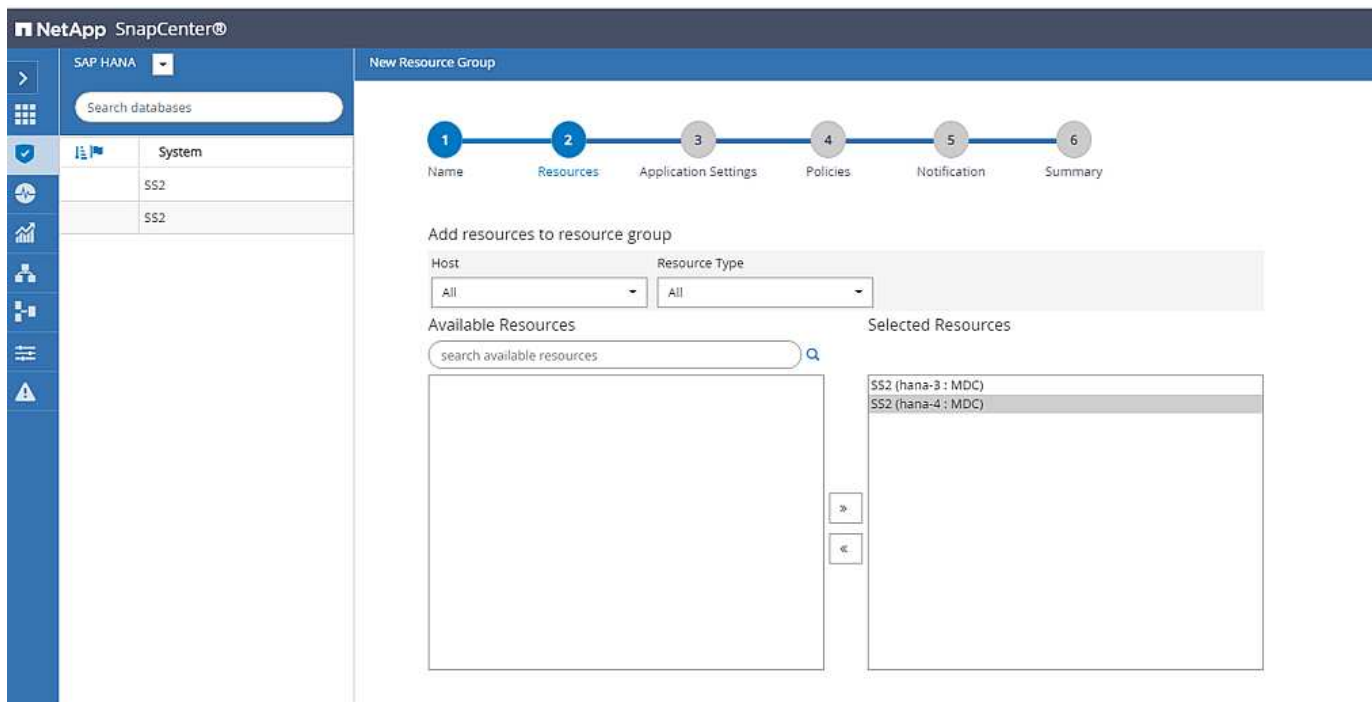 NetApp SnapCenter®
SAP HANA
New Resource Group
Search databases
System
SS2
SS2
1 2 3 4 5 6
Name Resources Application Settings Policies Notification Summary
Add resources to resource group
Host Resource Type
All All
Available Resources Selected Resources
search available resources
SS2 (hana-3 : MDC)
SS2 (hana-4 : MDC)